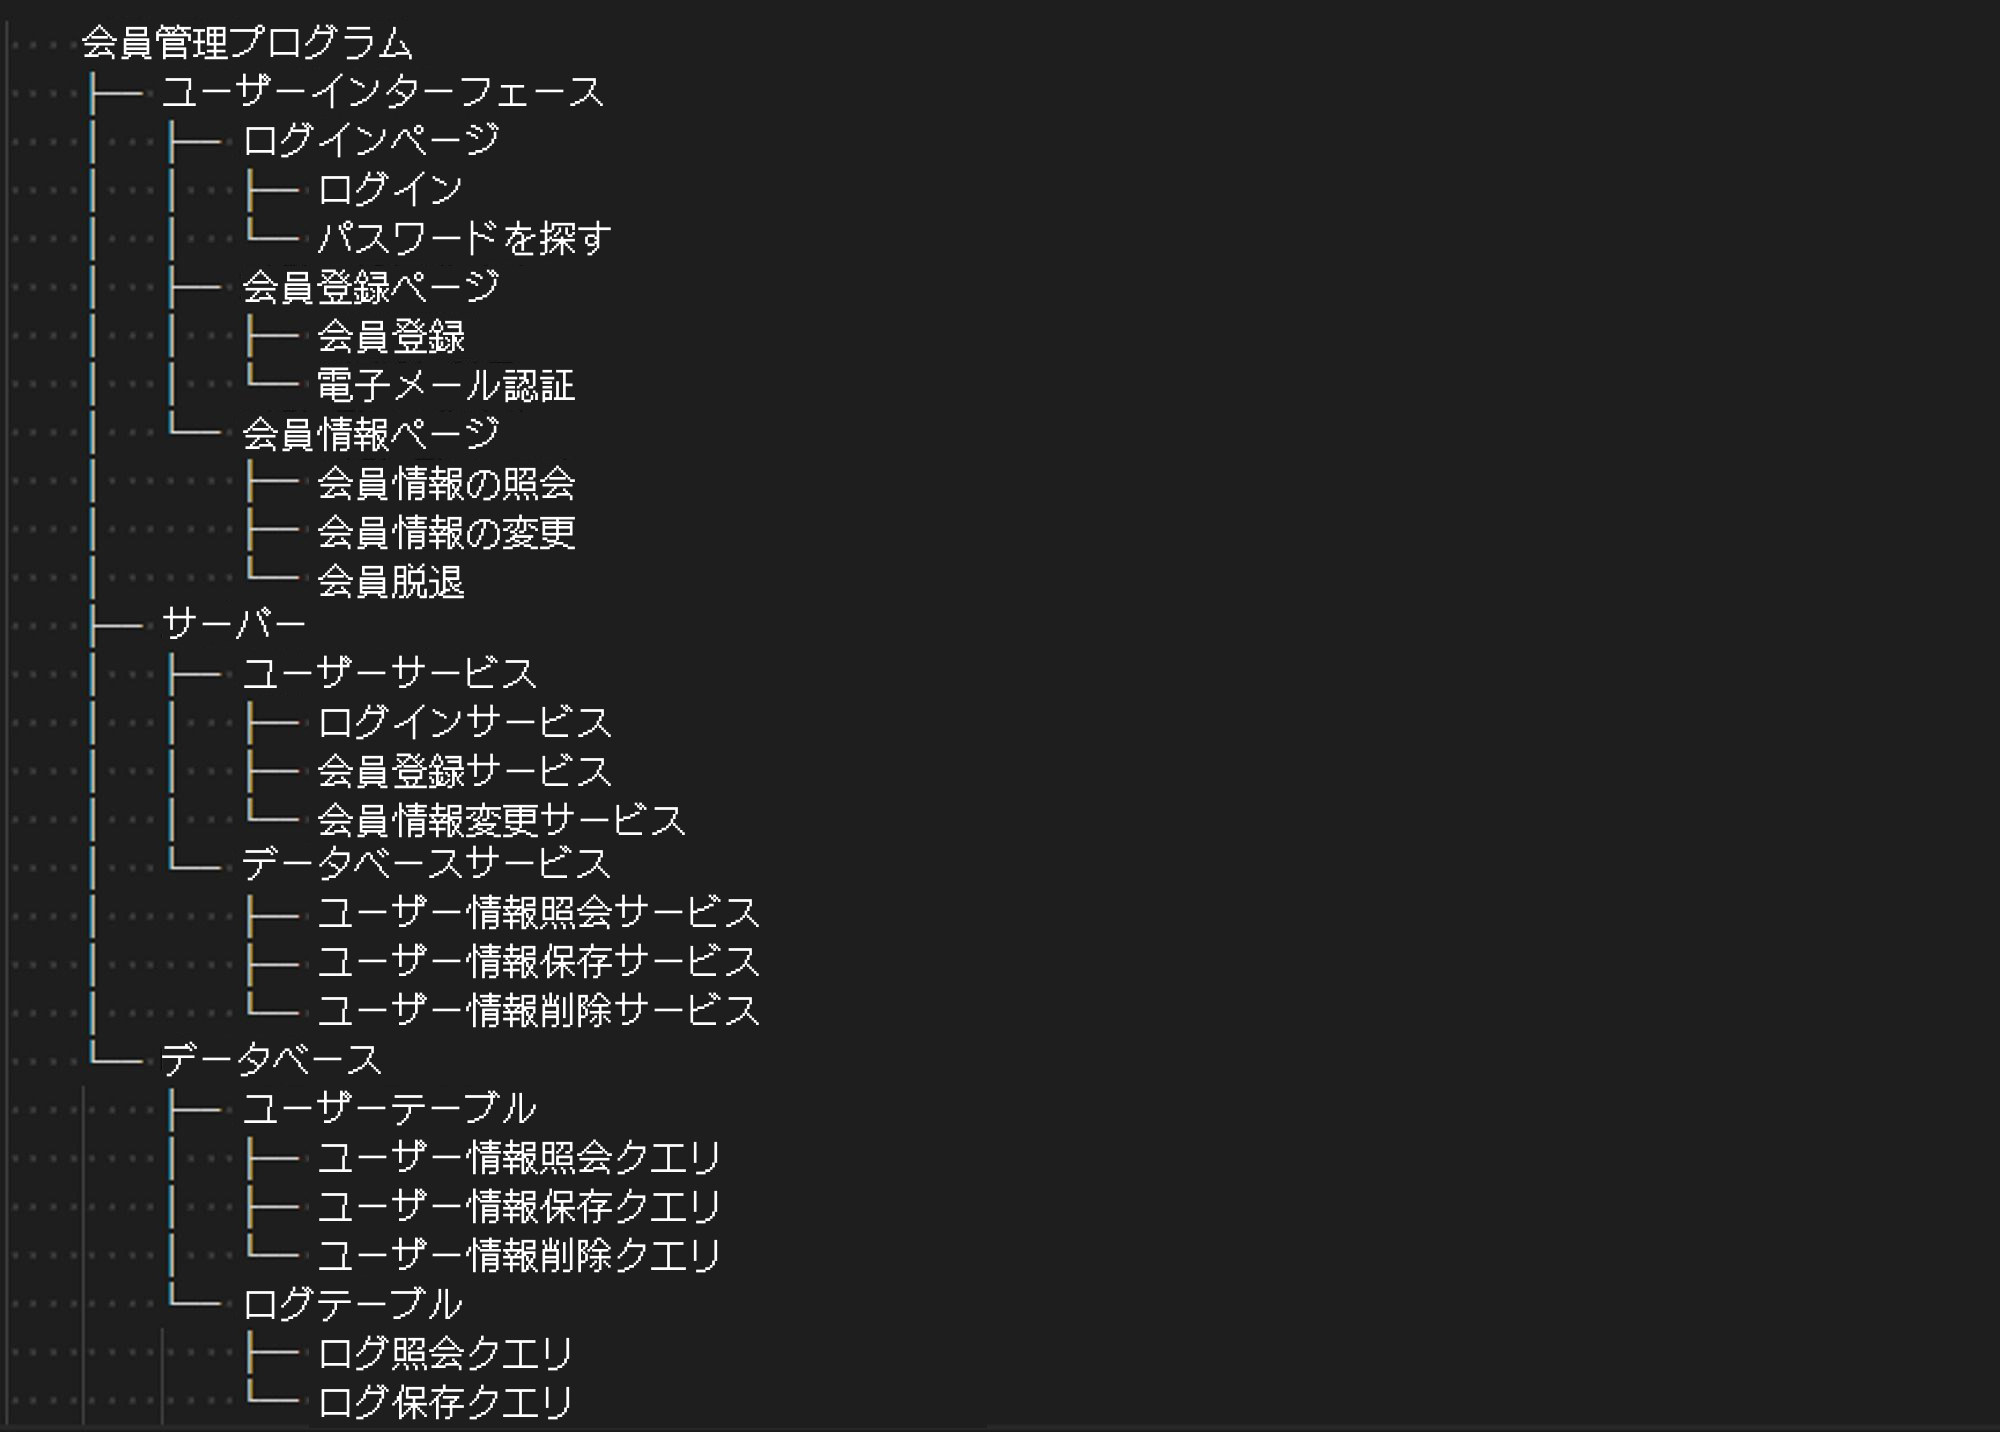 会員管理プログラム
├── ユーザーインターフェース
│   ├── ログインページ
│   │   ├── ログイン
│   │   └── パスワードを探す
│   ├── 会員登録ページ
│   │   ├── 会員登録
│   │   └── 電子メール認証
│   └── 会員情報ページ
│       ├── 会員情報の照会
│       ├── 会員情報の変更
│       └── 会員脱退
├── サーバー
│   ├── ユーザーサービス
│   │   ├── ログインサービス
│   │   ├── 会員登録サービス
│   │   └── 会員情報変更サービス
│   └── データベースサービス
│       ├── ユーザー情報照会サービス
│       ├── ユーザー情報保存サービス
│       └── ユーザー情報削除サービス
└── データベース
    ├── ユーザーテーブル
    │   ├── ユーザー情報照会クエリ
    │   ├── ユーザー情報保存クエリ
    │   └── ユーザー情報削除クエリ
    └── ログテーブル
        ├── ログ照会クエリ
        └── ログ保存クエリ